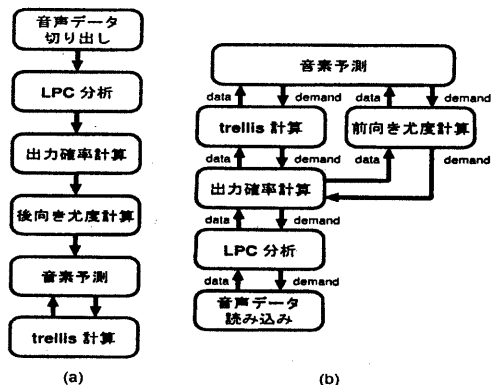 音声データ
切り出し
LPC 分析
出力確率計算
後向き尤度計算
音素予測
trellis 計算
(a)
音素予測
data
demand
data
demand
trellis 計算
前向き尤度計算
data
demand
data
demand
出力確率計算
data
demand
LPC 分析
data
demand
音声データ
読み込み
(b)